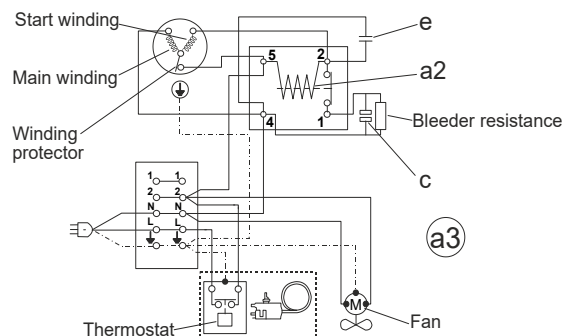 Start winding
Main winding
Winding
protector
e
a2
5 2
4 1
Bleeder resistance
c
1 1
2 2
N N
L L
a3
M
Fan
Thermostat